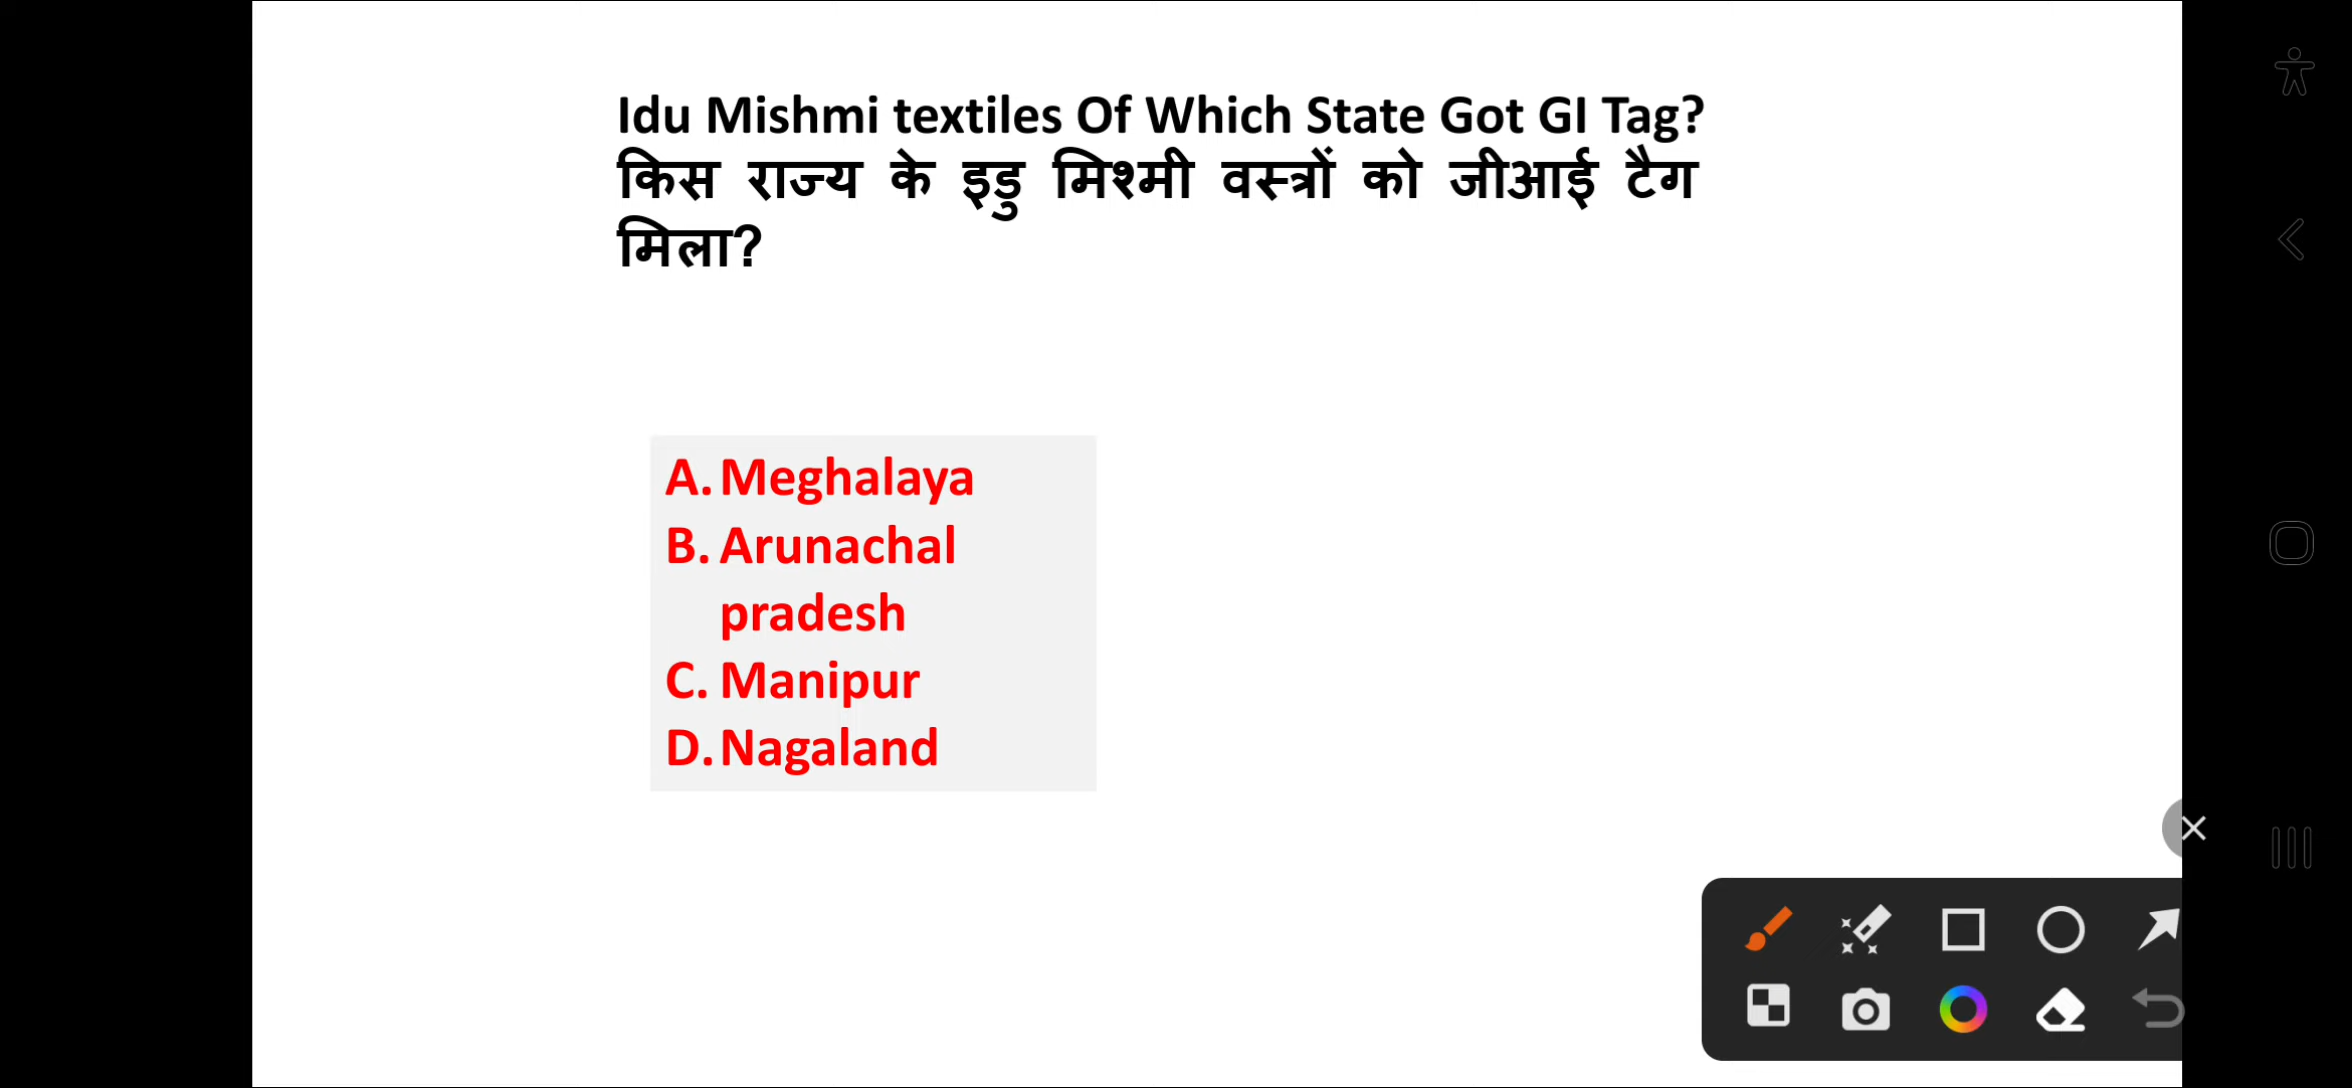 Idu Mishmi textiles Of Which State Got GI Tag?
किस राज्य के इडु मिश्मी वस्त्रों को जीआई टैग
मिला?
A. Meghalaya
B. Arunachal
pradesh
C. Manipur
D. Nagaland